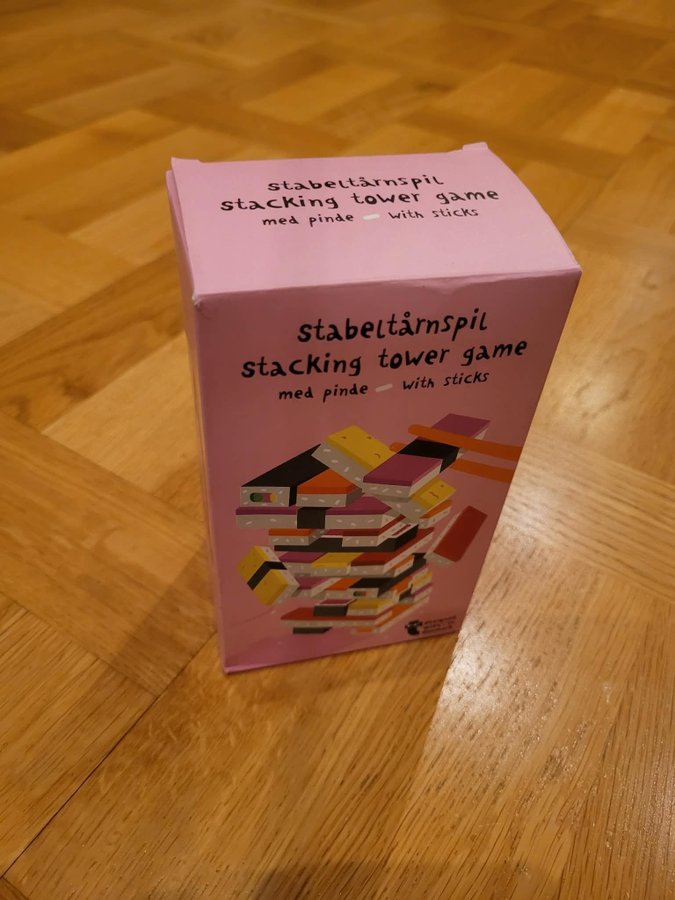 stabeltårnspil
stacking tower game
med pinde with sticks
stabeltårnspil
stacking tower game
med pinde with sticks